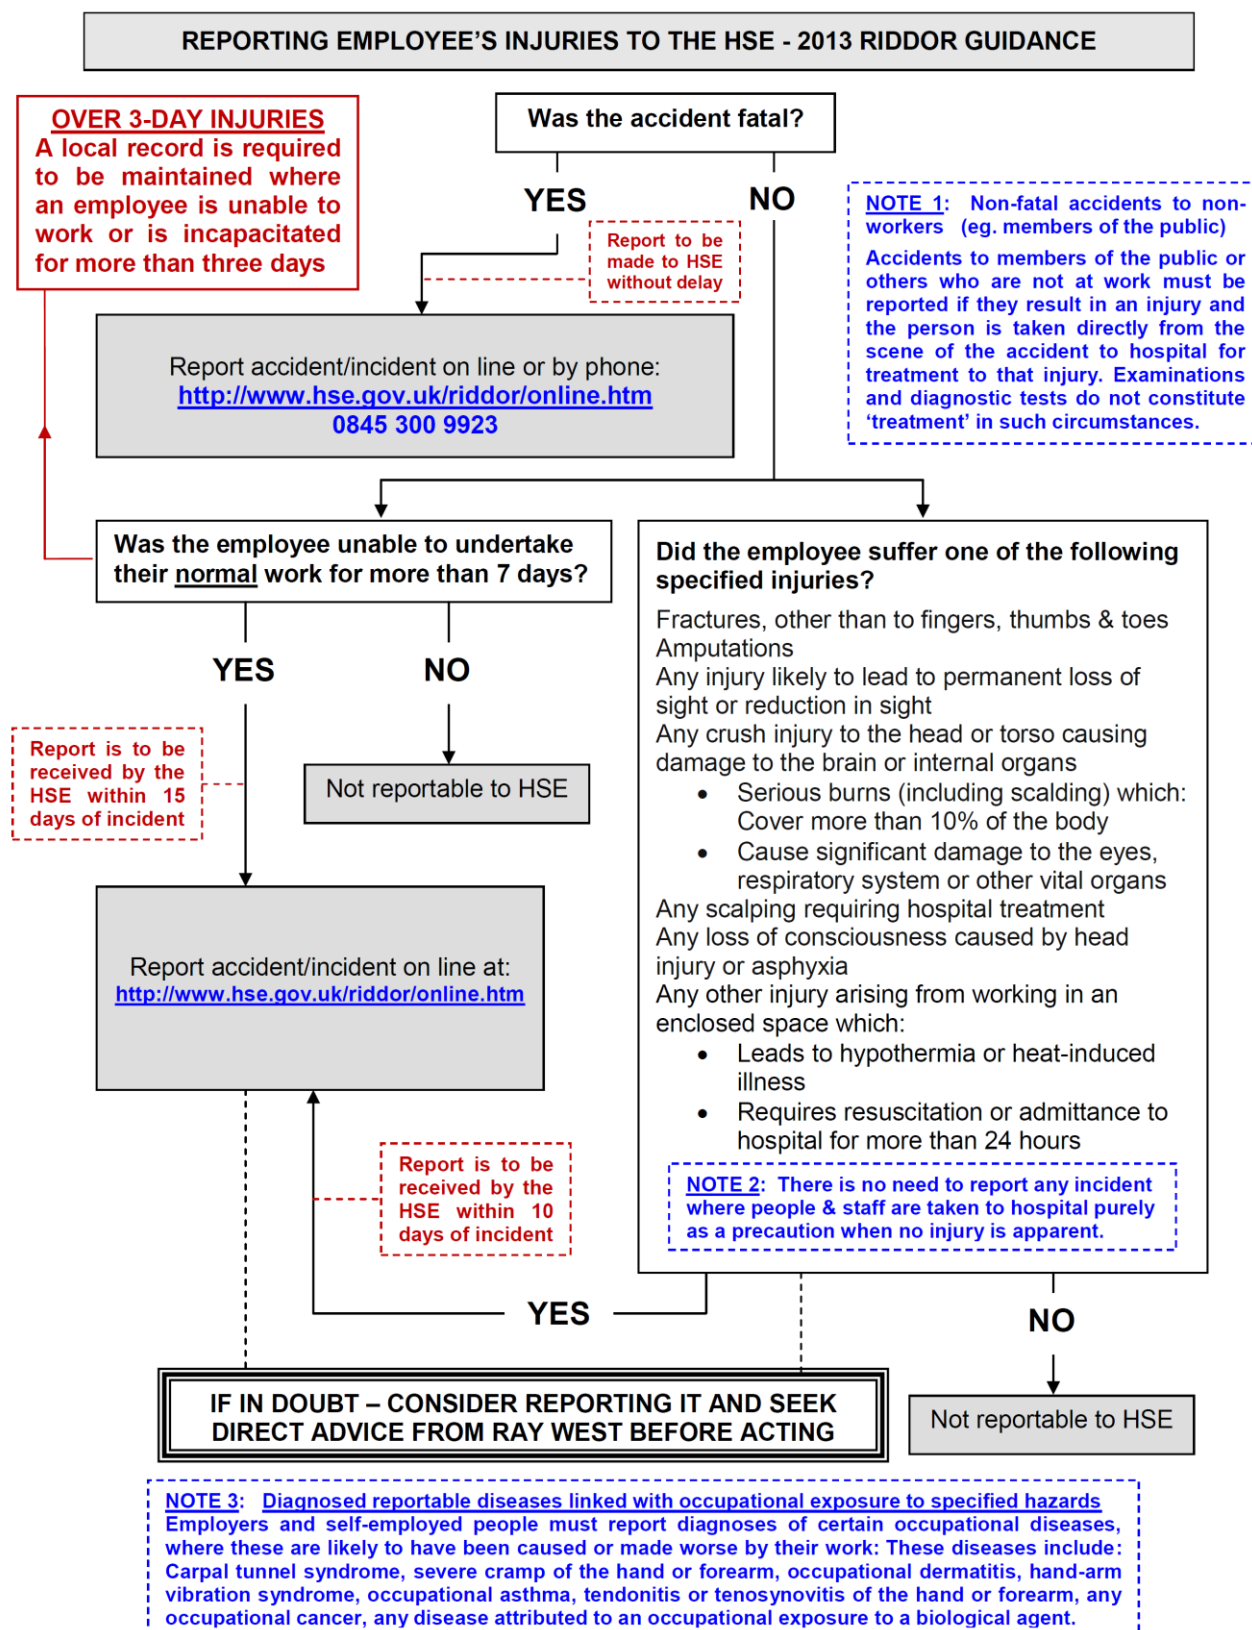 REPORTING EMPLOYEE'S INJURIES TO THE HSE - 2013 RIDDOR GUIDANCE
OVER 3-DAY INJURIES
A local record is required
to be maintained where
an employee is unable to
work or is incapacitated
for more than three days
Was the accident fatal?
YES
NO
Report to be
made to HSE
without delay
NOTE 1: Non-fatal accidents to non-
workers (eg. members of the public)
Accidents to members of the public or
others who are not at work must be
reported if they result in an injury and
the person is taken directly from the
scene of the accident to hospital for
treatment to that injury. Examinations
and diagnostic tests do not constitute
‘treatment’ in such circumstances.
Report accident/incident on line or by phone:
http://www.hse.gov.uk/riddor/online.htm
0845 300 9923
Was the employee unable to undertake
their normal work for more than 7 days?
YES
NO
Report is to be
received by the
HSE within 15
days of incident
Not reportable to HSE
Report accident/incident on line at:
http://www.hse.gov.uk/riddor/online.htm
Did the employee suffer one of the following
specified injuries?
Fractures, other than to fingers, thumbs & toes
Amputations
Any injury likely to lead to permanent loss of
sight or reduction in sight
Any crush injury to the head or torso causing
damage to the brain or internal organs
• Serious burns (including scalding) which:
Cover more than 10% of the body
• Cause significant damage to the eyes,
respiratory system or other vital organs
Any scalping requiring hospital treatment
Any loss of consciousness caused by head
injury or asphyxia
Any other injury arising from working in an
enclosed space which:
• Leads to hypothermia or heat-induced
illness
• Requires resuscitation or admittance to
hospital for more than 24 hours
NOTE 2: There is no need to report any incident
where people & staff are taken to hospital purely
as a precaution when no injury is apparent.
Report is to be
received by the
HSE within 10
days of incident
YES
NO
IF IN DOUBT – CONSIDER REPORTING IT AND SEEK
DIRECT ADVICE FROM RAY WEST BEFORE ACTING
Not reportable to HSE
NOTE 3: Diagnosed reportable diseases linked with occupational exposure to specified hazards
Employers and self-employed people must report diagnoses of certain occupational diseases,
where these are likely to have been caused or made worse by their work: These diseases include:
Carpal tunnel syndrome, severe cramp of the hand or forearm, occupational dermatitis, hand-arm
vibration syndrome, occupational asthma, tendonitis or tenosynovitis of the hand or forearm, any
occupational cancer, any disease attributed to an occupational exposure to a biological agent.